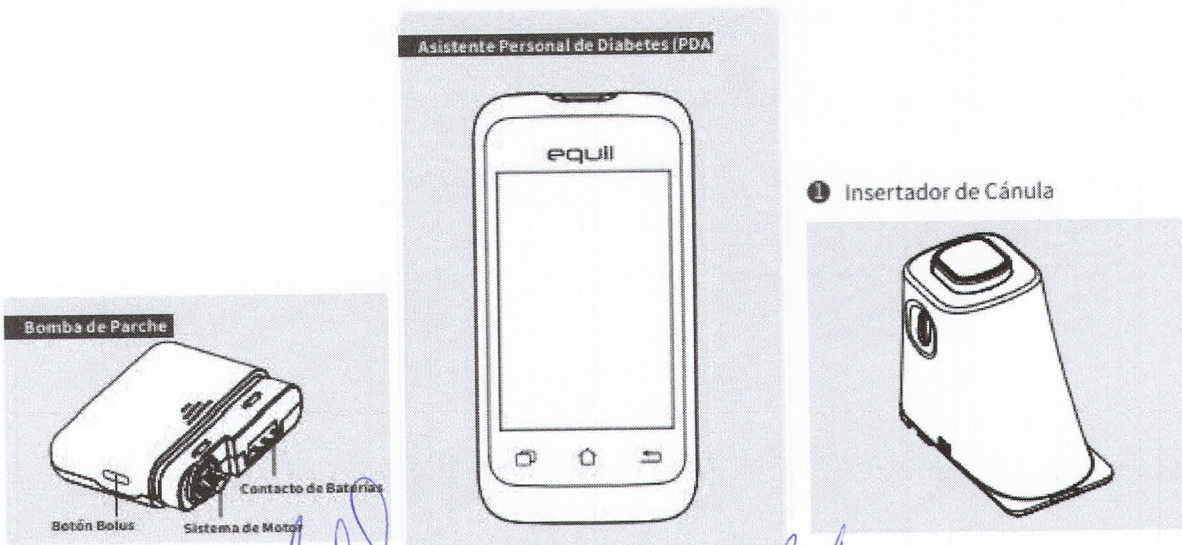 Asistente Personal de Diabetes (PDA
equil
❶ Insertador de Cánula
Bomba de Parche
Contacto de Baterías
Botón Bolus
Sistema de Motor